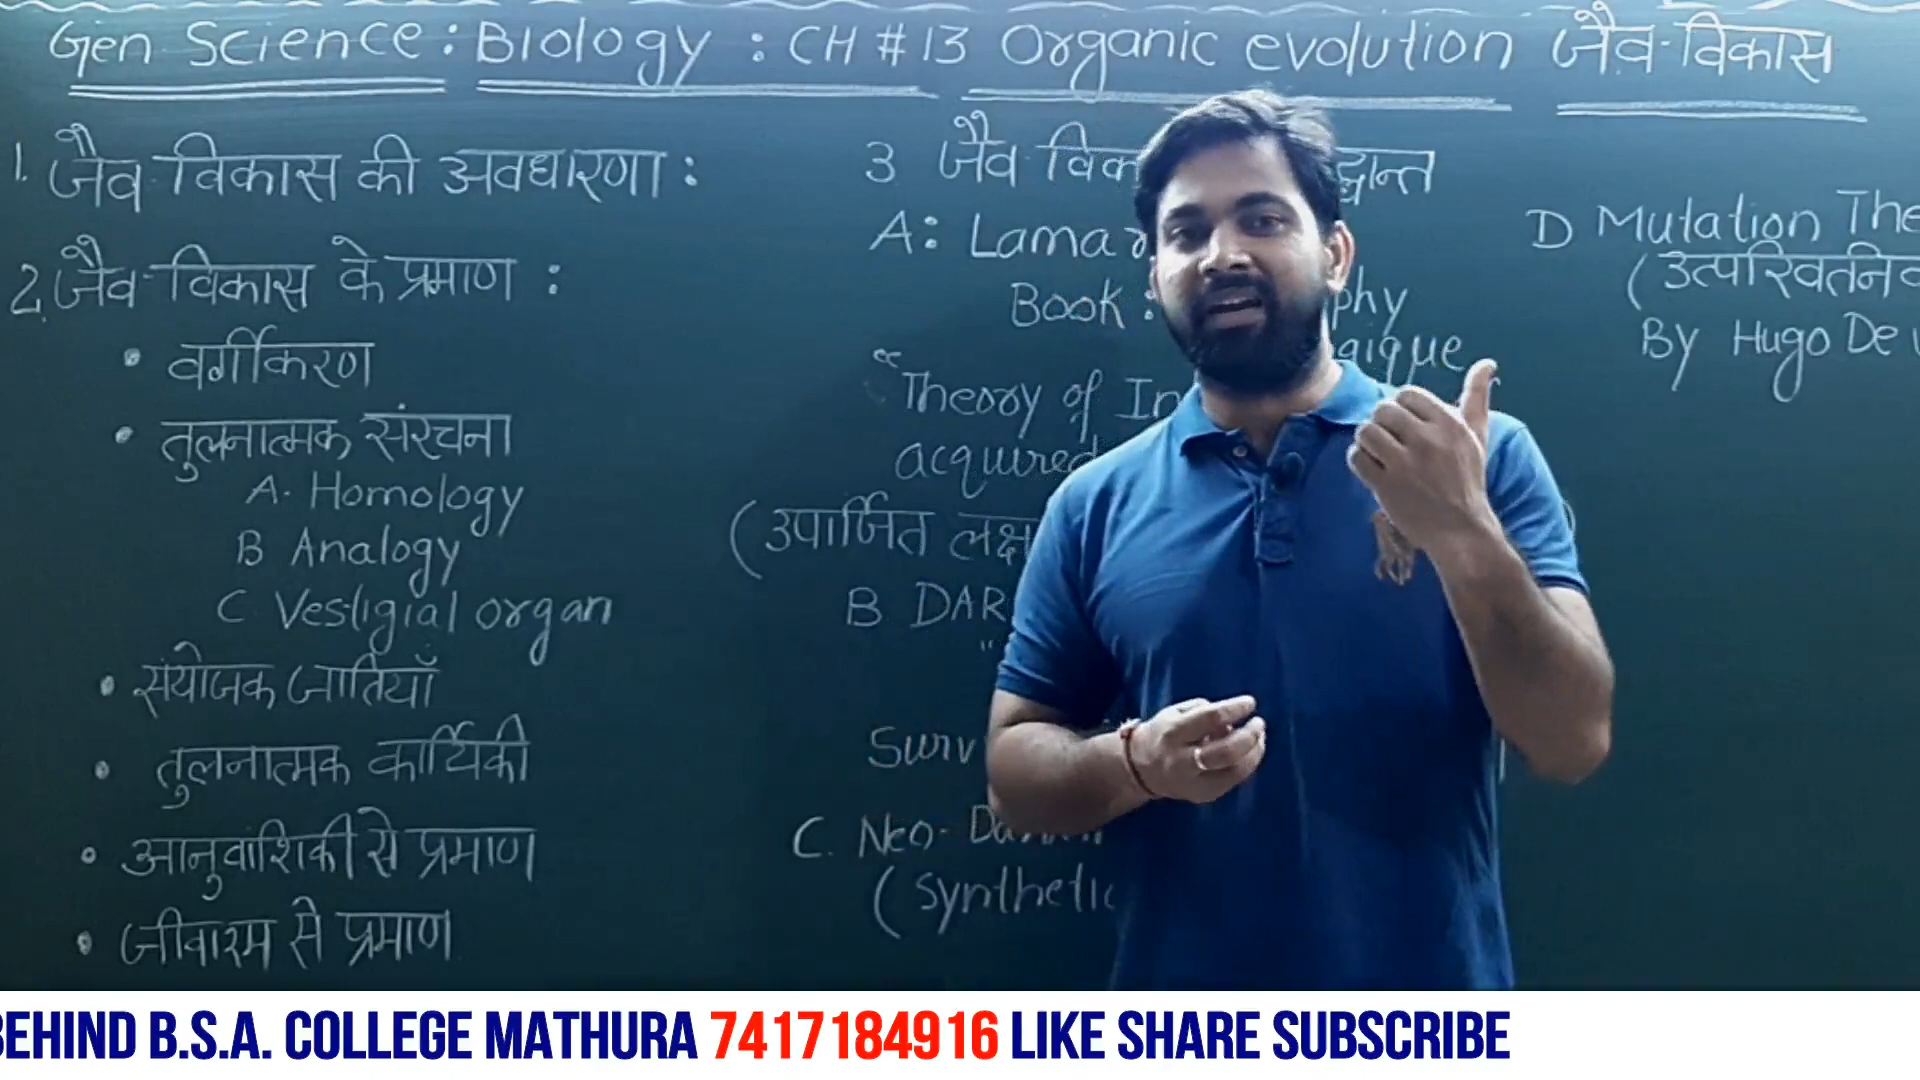 Gen Science : Biology : CH # 13 Organic evolution जैव-विकास
1. जैव-विकास की अवधारणा :
2. जैव-विकास के प्रमाण :
• वर्गीकरण
• तुलनात्मक संरचना
A. Homology
B Analogy
C Vestigial organ
• संयोजक जातियाँ
• तुलनात्मक कार्यिकी
• आनुवांशिकी से प्रमाण
• जीवाश्म से प्रमाण
3 जैव
A: Lamar
Book :
phy
gique
"Theory of In
acquired
(उपार्जित लक्ष
B DAR
Surv
C. Neo-
(Synthetic
D Mutation The
(उत्परिवर्तन
By Hugo De
BEHIND B.S.A. COLLEGE MATHURA 7417184916 LIKE SHARE SUBSCRIBE